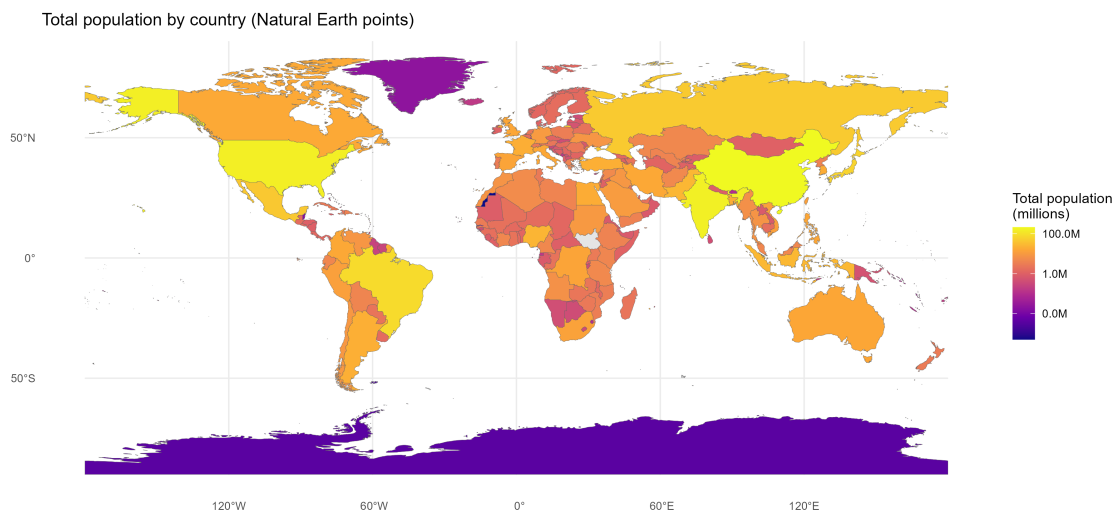 Total population by country (Natural Earth points)
50°N
0°
50°S
120°W
60°W
0°
60°E
120°E
Total population
(millions)
100.0M
1.0M
0.0M